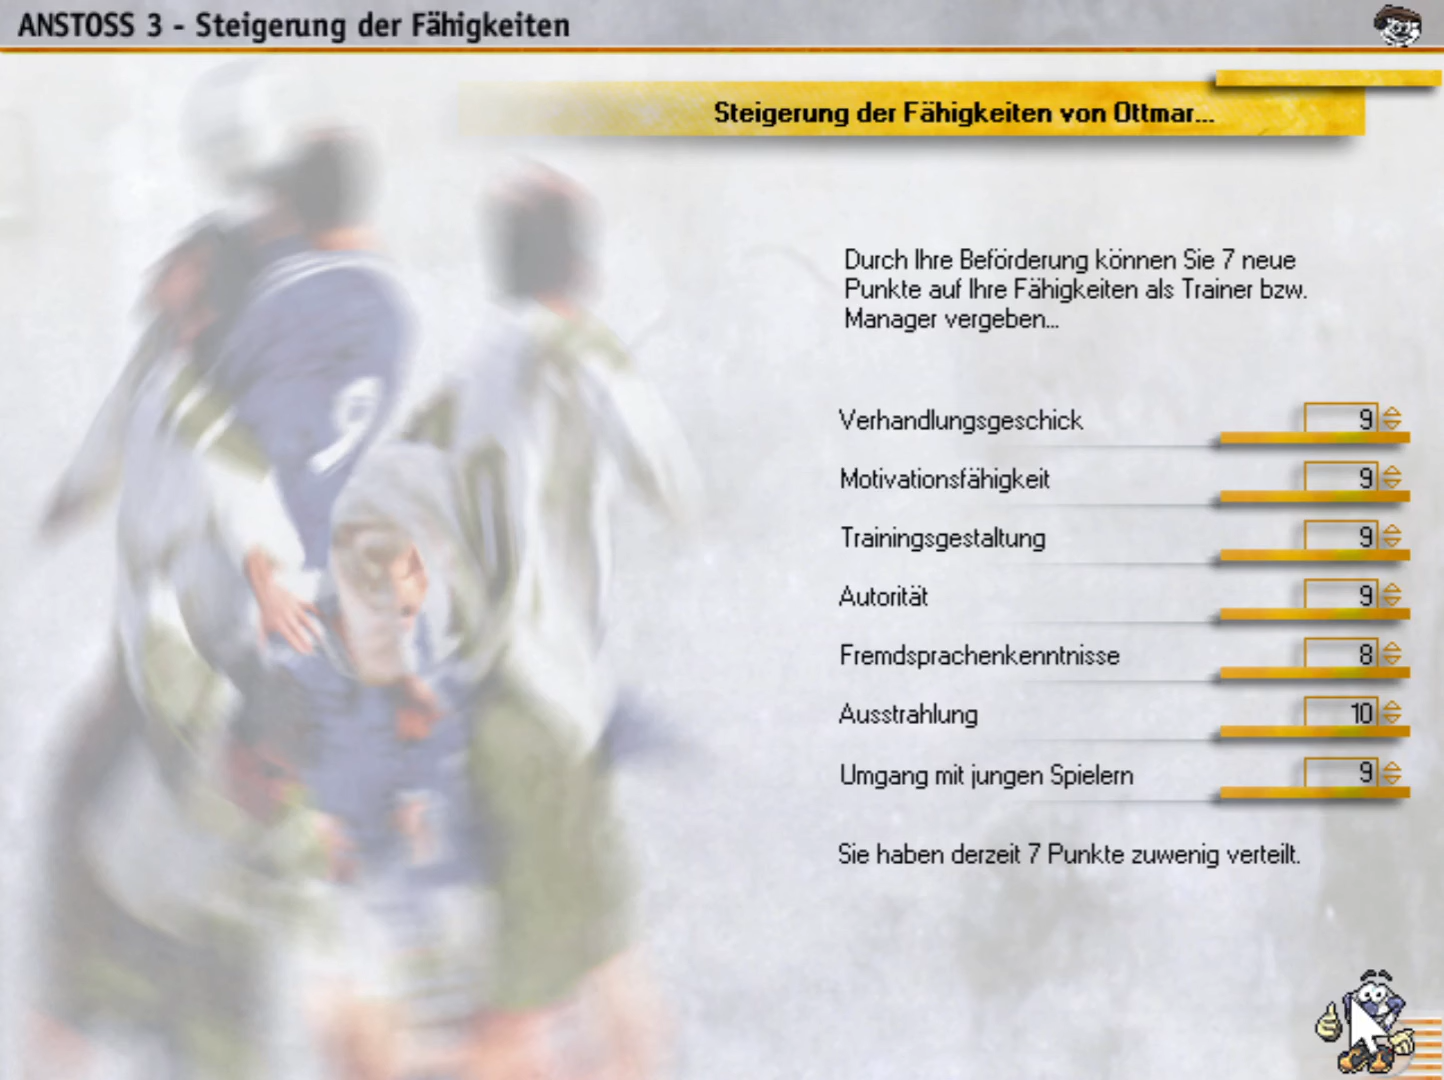 ANSTOSS 3 - Steigerung der Fähigkeiten
Steigerung der Fähigkeiten von Ottmar...
Durch Ihre Beförderung können Sie 7 neue
Punkte auf Ihre Fähigkeiten als Trainer bzw.
Manager vergeben...
Verhandlungsgeschick 9
Motivationsfähigkeit 9
Trainingsgestaltung 9
Autorität 9
Fremdsprachenkenntnisse 8
Ausstrahlung 10
Umgang mit jungen Spielern 9
Sie haben derzeit 7 Punkte zuwenig verteilt.
9